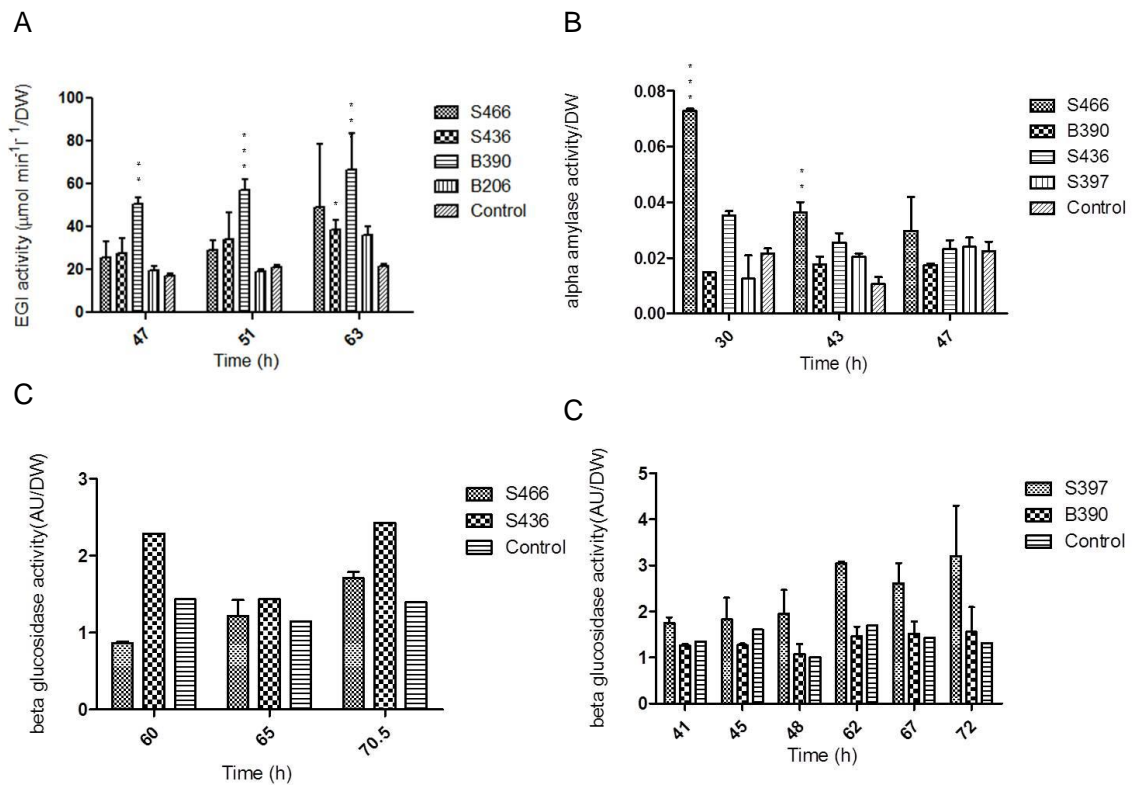 A
EGI activity (µmol min⁻¹l⁻¹/DW)
100
80
60
40
20
0
* *
* * *
*
* *
47
51
63
Time (h)
S466
S436
B390
B206
Control
B
alpha amylase activity/DW
0.08
0.06
0.04
0.02
0.00
* * *
* *
30
43
47
Time (h)
S466
B390
S436
S397
Control
C
beta glucosidase activity(AU/DW)
3
2
1
0
60
65
70.5
Time (h)
S466
S436
Control
C
beta glucosidase activity(AU/DW)
5
4
3
2
1
0
41
45
48
62
67
72
Time (h)
S397
B390
Control